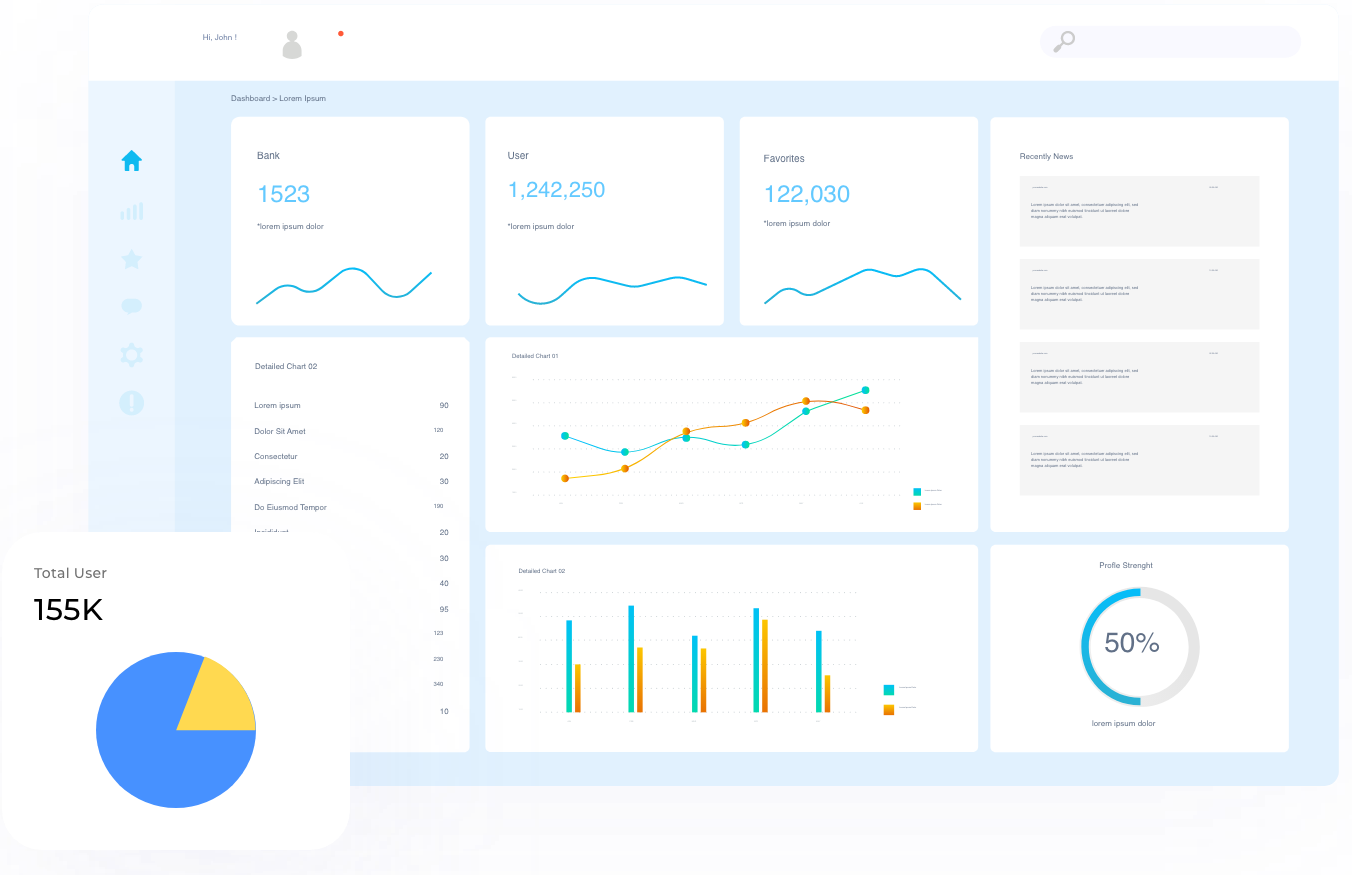 Hi, John !
Dashboard > Lorem Ipsum
Bank
1523
*lorem ipsum dolor
User
1,242,250
*lorem ipsum dolor
Favorites
122,030
*lorem ipsum dolor
Recently News
Lorem ipsum dolor sit amet, consectetuer adipiscing elit, sed
diam nonummy nibh euismod tincidunt ut laoreet dolore
magna aliquam erat volutpat.
Lorem ipsum dolor sit amet, consectetuer adipiscing elit, sed
diam nonummy nibh euismod tincidunt ut laoreet dolore
magna aliquam erat volutpat.
Lorem ipsum dolor sit amet, consectetuer adipiscing elit, sed
diam nonummy nibh euismod tincidunt ut laoreet dolore
magna aliquam erat volutpat.
Lorem ipsum dolor sit amet, consectetuer adipiscing elit, sed
diam nonummy nibh euismod tincidunt ut laoreet dolore
magna aliquam erat volutpat.
Detailed Chart 02
Lorem ipsum 90
Dolor Sit Amet 120
Consectetur 20
Adipiscing Elit 30
Do Eiusmod Tempor 190
20
30
40
95
123
230
340
10
Detailed Chart 01
Detailed Chart 02
Profle Strenght
50%
lorem ipsum dolor
Total User
155K